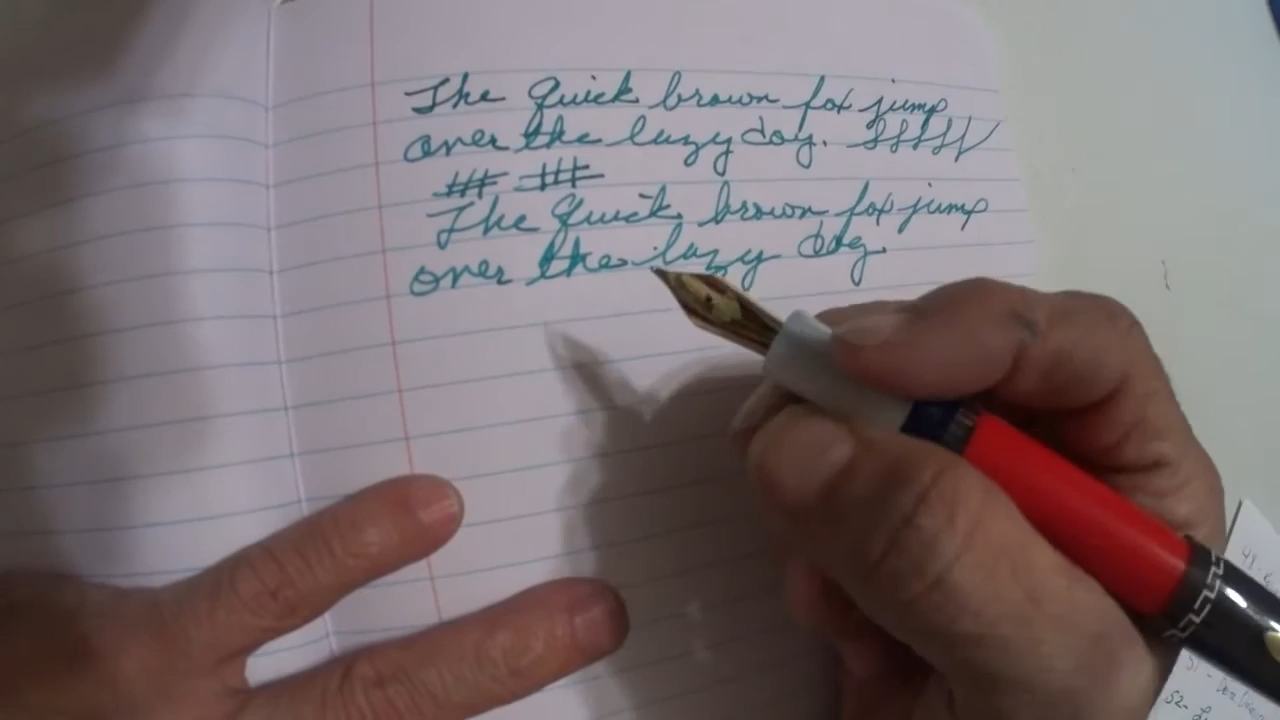 The Quick brown fox jump
over the lazy dog.
The Quick brown fox jump
over the lazy dog